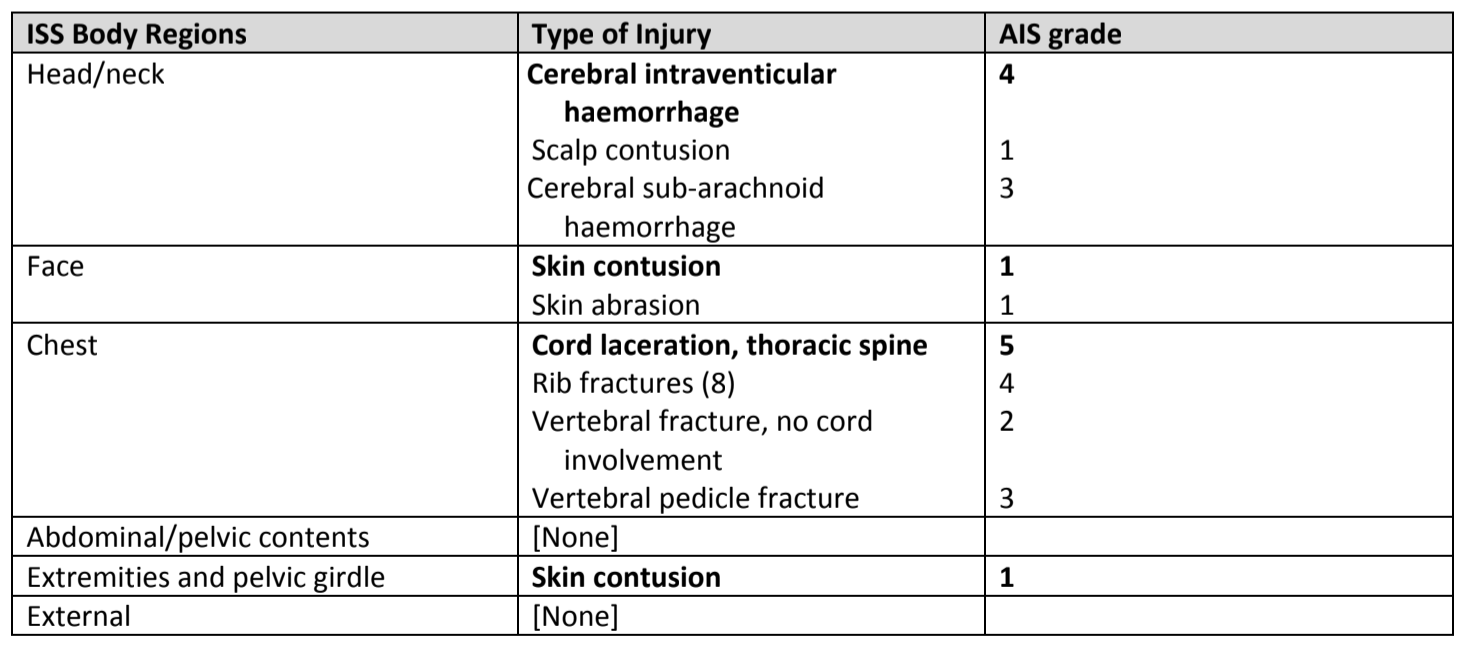 ISS Body Regions Type of Injury AIS grade
Head/neck Cerebral intraventicular 4
haemorrhage
Scalp contusion 1
Cerebral sub-arachnoid 3
haemorrhage
Face Skin contusion 1
Skin abrasion 1
Chest Cord laceration, thoracic spine 5
Rib fractures (8) 4
Vertebral fracture, no cord 2
involvement
Vertebral pedicle fracture 3
Abdominal/pelvic contents [None]
Extremities and pelvic girdle Skin contusion 1
External [None]